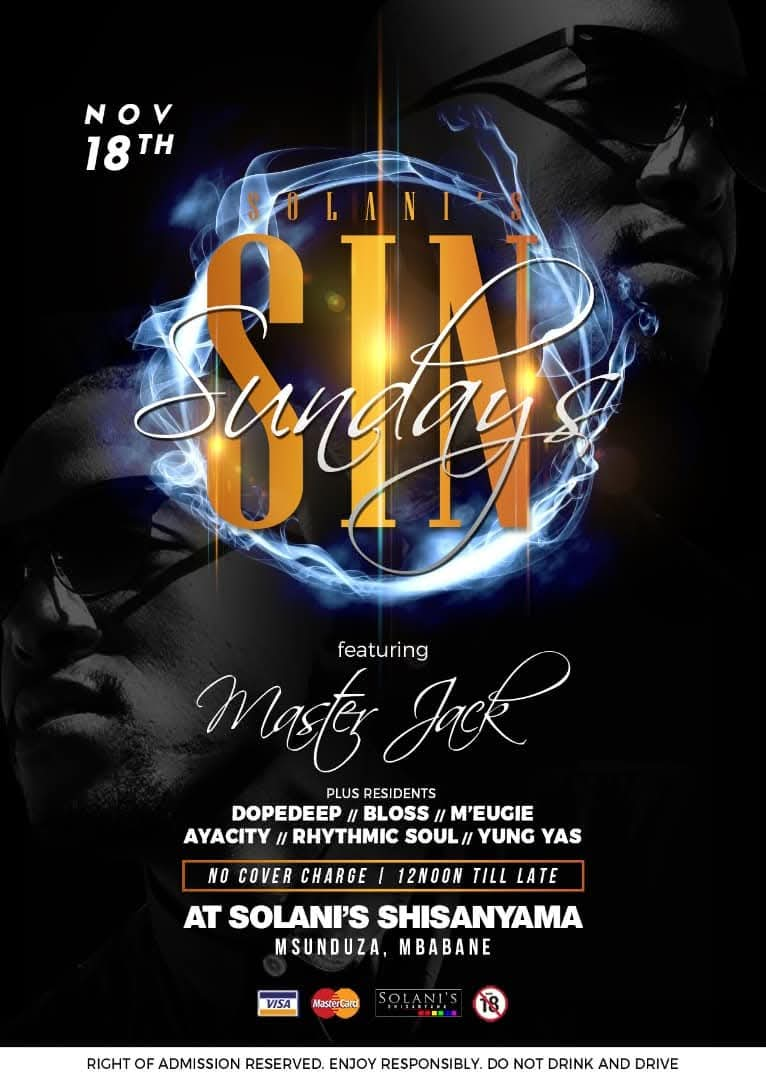 NOV
18TH
SOLANI'S
SIN
Sundays
featuring
Master Jack
PLUS RESIDENTS
DOPEDEEP // BLOSS // M'EUGIE
AYACITY // RHYTHMIC SOUL // YUNG YAS
NO COVER CHARGE | 12NOON TILL LATE
AT SOLANI'S SHISANYAMA
MSUNDUZA, MBABANE
VISA MasterCard SOLANI'S 18
SHISANYAMA
RIGHT OF ADMISSION RESERVED. ENJOY RESPONSIBLY. DO NOT DRINK AND DRIVE